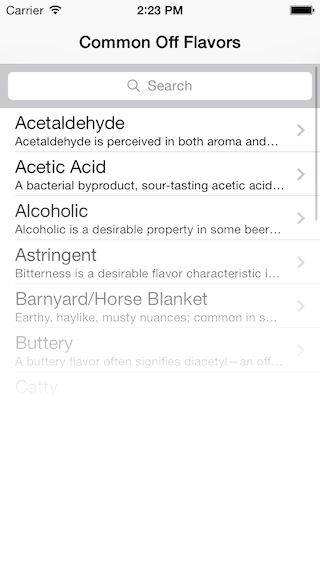 Carrier 2:23 PM
Common Off Flavors
Search
Acetaldehyde
Acetaldehyde is perceived in both aroma and…
Acetic Acid
A bacterial byproduct, sour-tasting acetic acid…
Alcoholic
Alcoholic is a desirable property in some beer…
Astringent
Bitterness is a desirable flavor characteristic i…
Barnyard/Horse Blanket
Earthy, haylike, musty nuances; common in s…
Buttery
A buttery flavor often signifies diacetyl—an off…
Catty